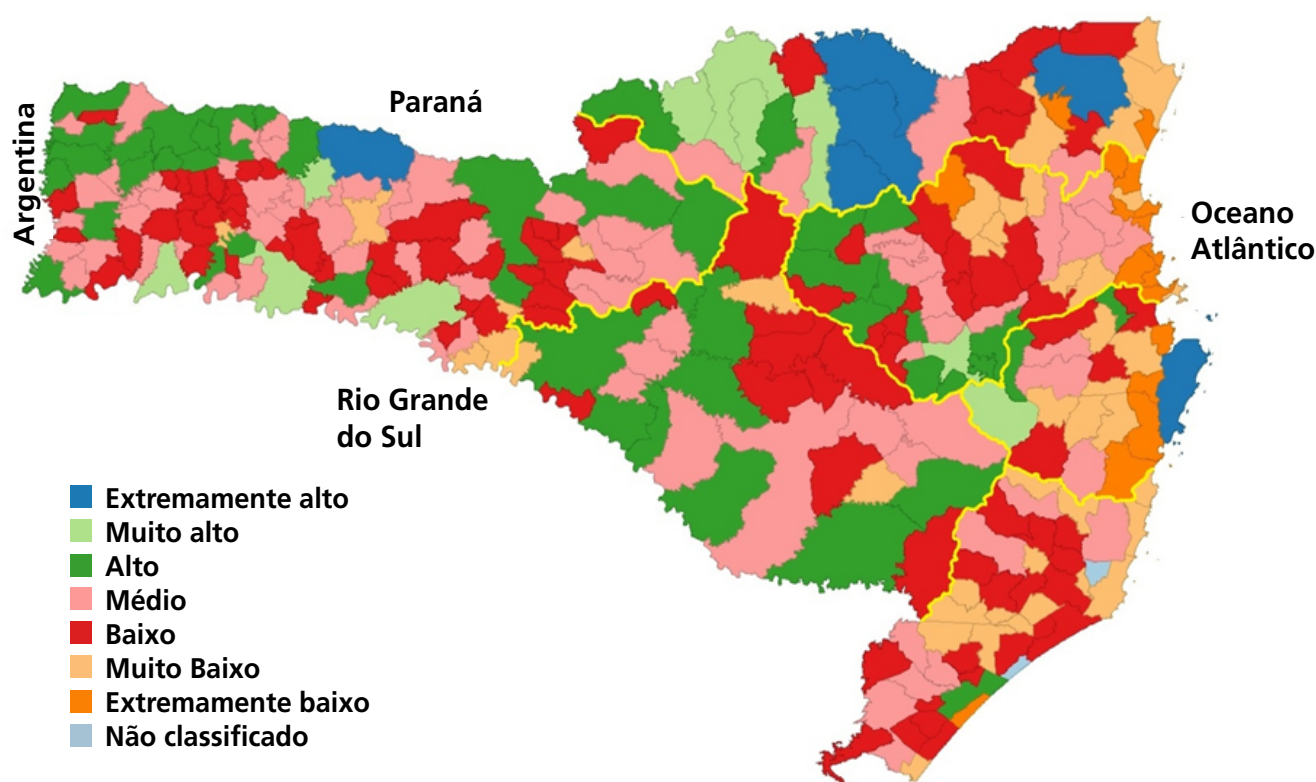 Paraná
Argentina
Oceano
Atlântico
Rio Grande
do Sul
Extremamente alto
Muito alto
Alto
Médio
Baixo
Muito Baixo
Extremamente baixo
Não classificado